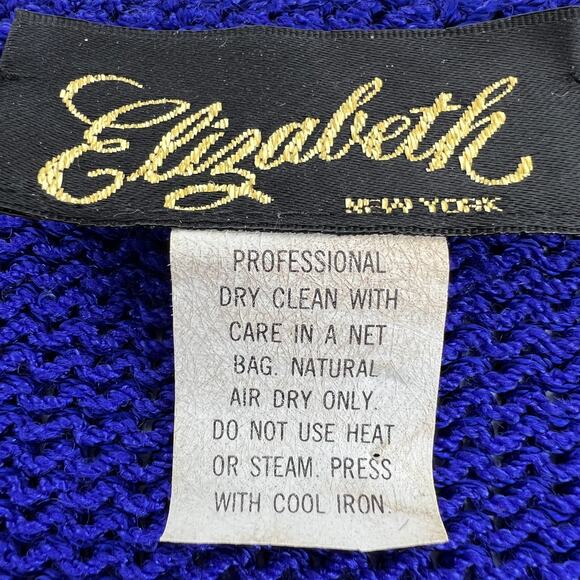 Elizabeth
NEW YORK
PROFESSIONAL
DRY CLEAN WITH
CARE IN A NET
BAG. NATURAL
AIR DRY ONLY.
DO NOT USE HEAT
OR STEAM. PRESS
WITH COOL IRON.